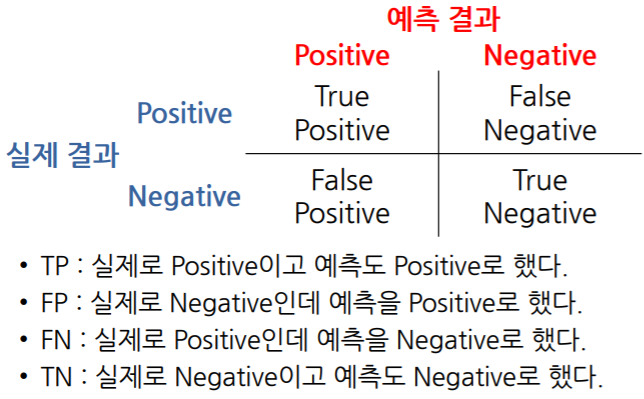 예측 결과
Positive Negative
Positive True Positive False Negative
실제 결과
Negative False Positive True Negative
• TP : 실제로 Positive이고 예측도 Positive로 했다.
• FP : 실제로 Negative인데 예측을 Positive로 했다.
• FN : 실제로 Positive인데 예측을 Negative로 했다.
• TN : 실제로 Negative이고 예측도 Negative로 했다.